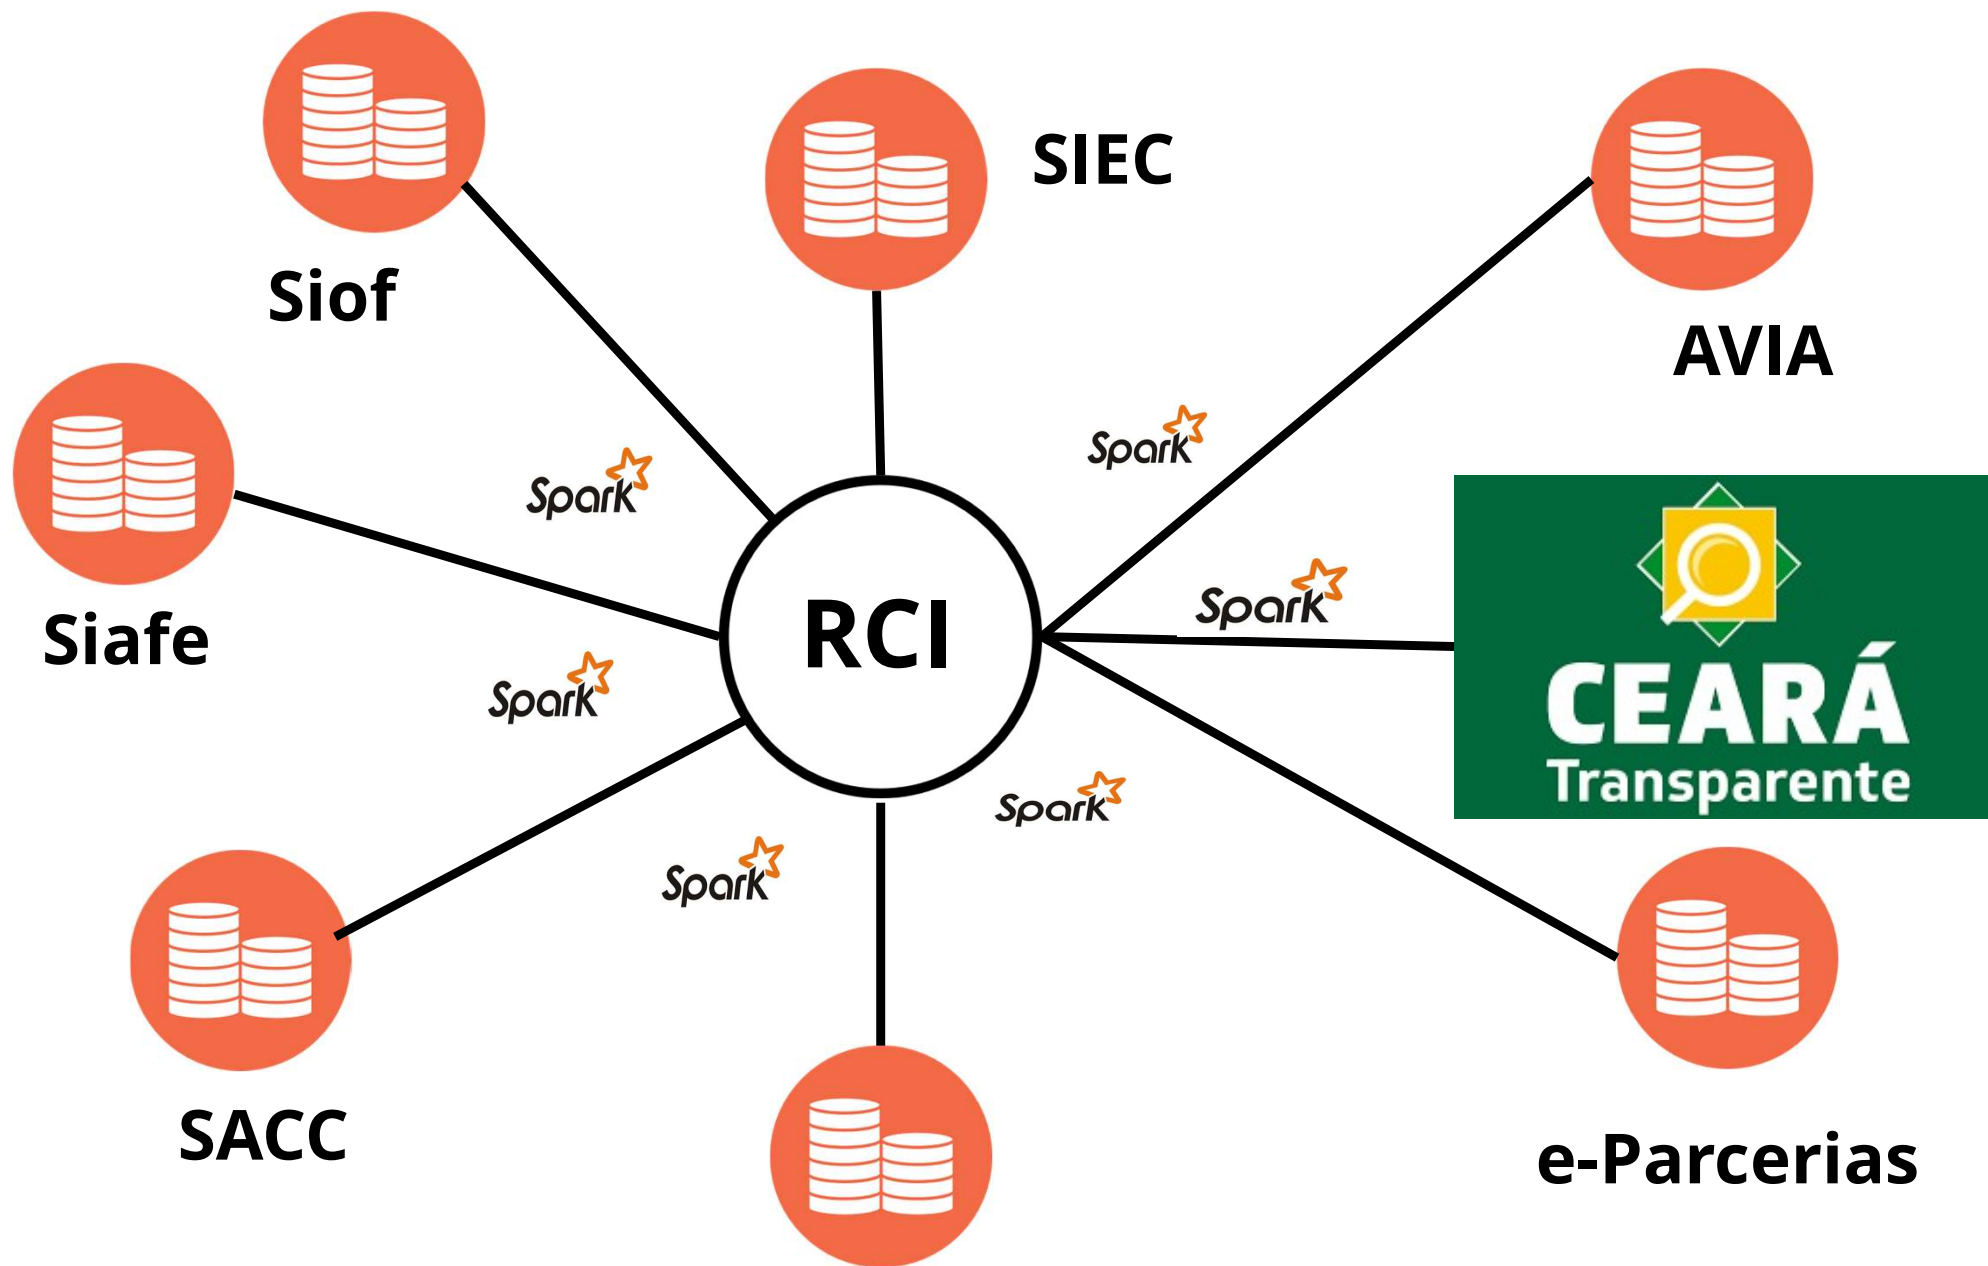 SIEC
Siof
AVIA
Spark
Spark
Spark
Siafe
RCI
Spark
CEARÁ
Transparente
Spark
Spark
SACC
e-Parcerias